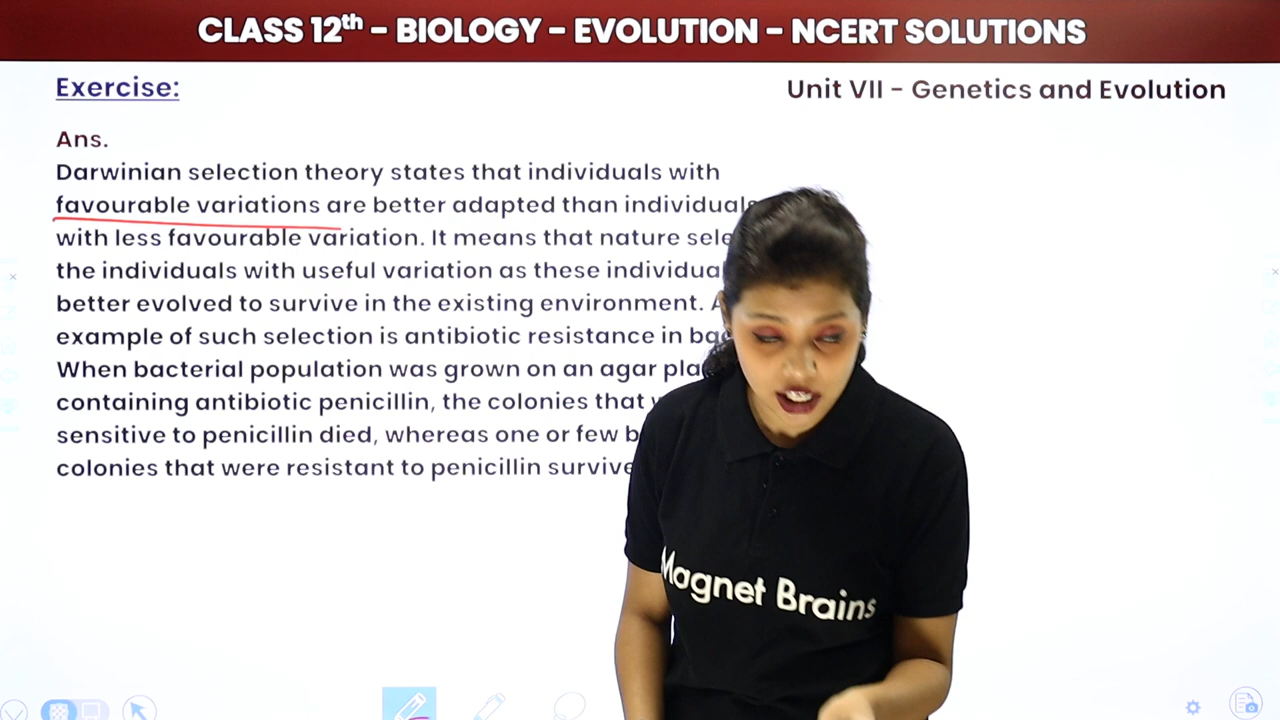 CLASS 12th – BIOLOGY – EVOLUTION – NCERT SOLUTIONS
Exercise:
Unit VII – Genetics and Evolution
Ans.
Darwinian selection theory states that individuals with
favourable variations are better adapted than individuals
with less favourable variation. It means that nature
the individuals with useful variation as these
better evolved to survive in the existing environment.
example of such selection is antibiotic resistance in
When bacterial population was grown on an agar
containing antibiotic penicillin, the colonies that
sensitive to penicillin died, whereas one or few
colonies that were resistant to penicillin
Magnet Brains